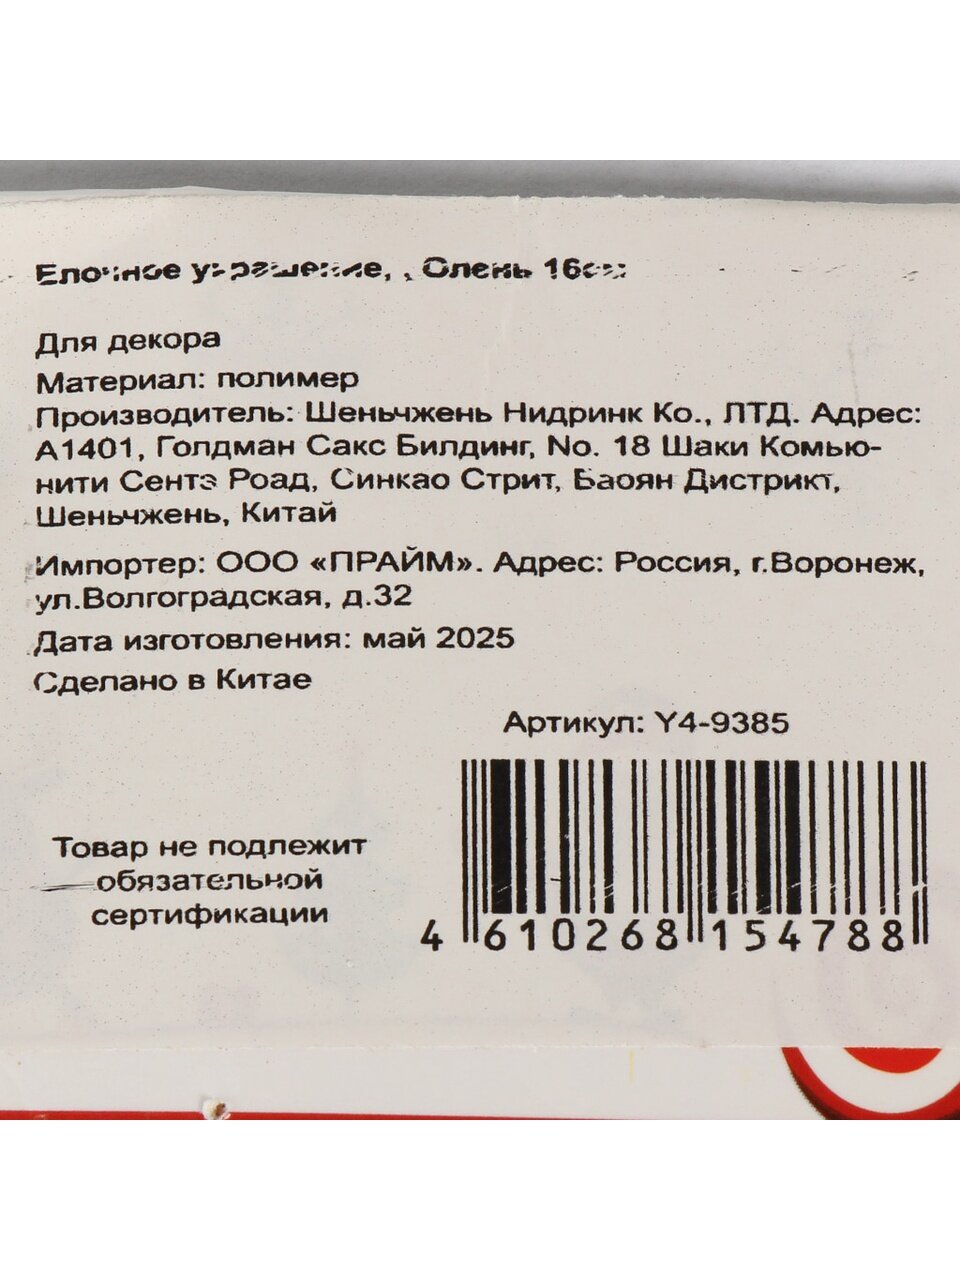 Елочное украшение, , Олень 16см
Для декора
Материал: полимер
Производитель: Шеньчжень Нидринк Ко., ЛТД. Адрес:
А1401, Голдман Сакс Билдинг, No. 18 Шаки Комью-
нити Сентэ Роад, Синкао Стрит, Баоян Дистрикт,
Шеньчжень, Китай
Импортер: ООО «ПРАЙМ». Адрес: Россия, г.Воронеж,
ул.Волгоградская, д.32
Дата изготовления: май 2025
Сделано в Китае
Артикул: Y4-9385
Товар не подлежит
обязательной
сертификации
4 610268 154788